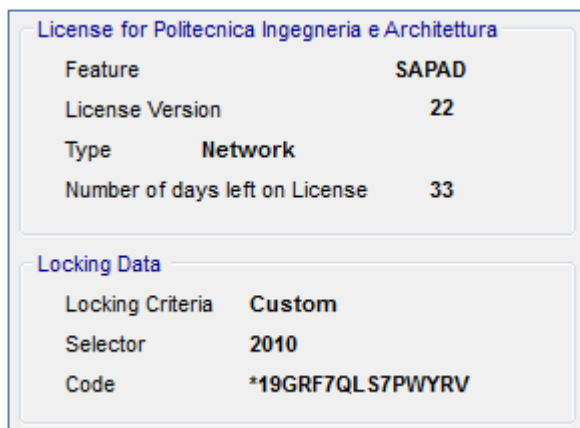 License for Politecnica Ingegneria e Architettura
Feature SAPAD
License Version 22
Type Network
Number of days left on License 33
Locking Data
Locking Criteria Custom
Selector 2010
Code *19GRF7QLS7PWYRV